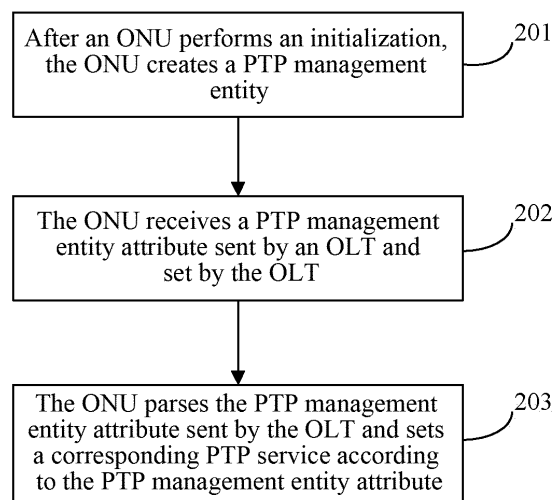 After an ONU performs an initialization,
the ONU creates a PTP management
entity
201
The ONU receives a PTP management
entity attribute sent by an OLT and
set by the OLT
202
The ONU parses the PTP management
entity attribute sent by the OLT and sets
a corresponding PTP service according
to the PTP management entity attribute
203